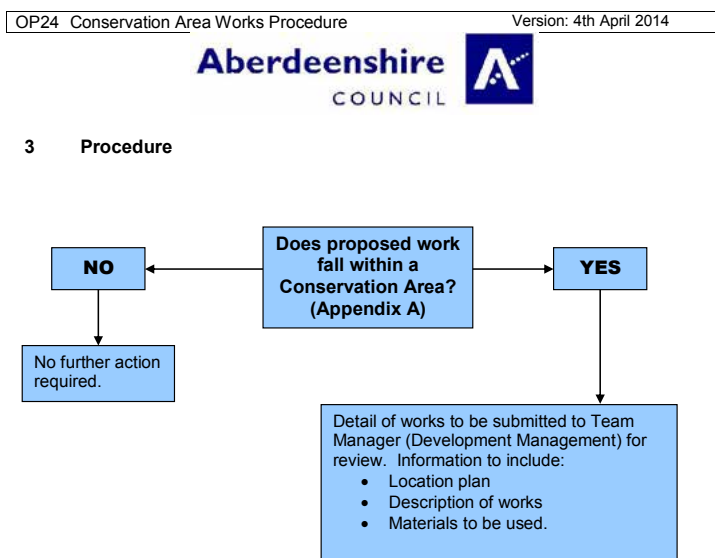 OP24 Conservation Area Works Procedure Version: 4th April 2014
Aberdeenshire
COUNCIL
3 Procedure
Does proposed work
fall within a
Conservation Area?
(Appendix A)
NO
YES
No further action
required.
Detail of works to be submitted to Team
Manager (Development Management) for
review. Information to include:
• Location plan
• Description of works
• Materials to be used.